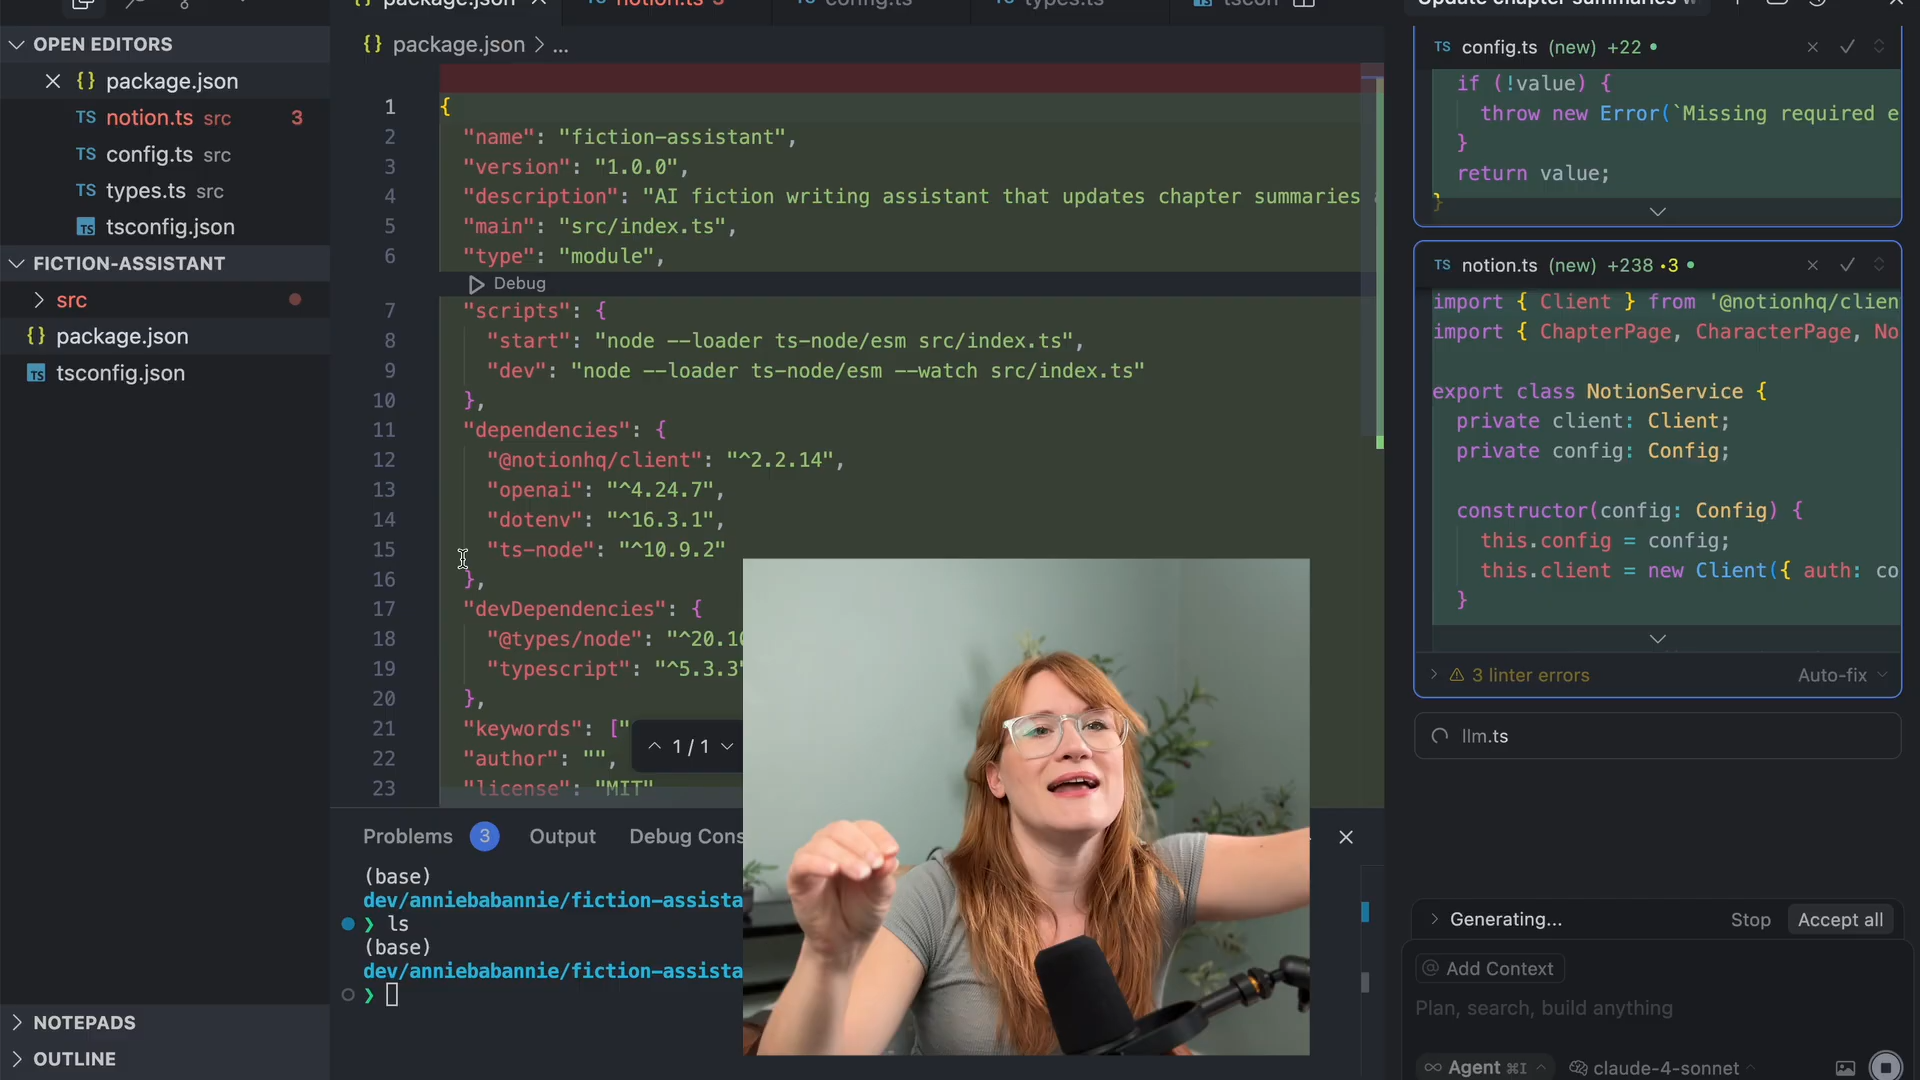 OPEN EDITORS
package.json
notion.ts src 3
config.ts src
types.ts src
tsconfig.json
FICTION-ASSISTANT
src
package.json
tsconfig.json
NOTEPADS
OUTLINE
package.json
notion.ts 3
config.ts
types.ts
tscon
{} package.json > ...
1 {
2 "name": "fiction-assistant",
3 "version": "1.0.0",
4 "description": "AI fiction writing assistant that updates chapter summaries
5 "main": "src/index.ts",
6 "type": "module",
Debug
7 "scripts": {
8 "start": "node --loader ts-node/esm src/index.ts",
9 "dev": "node --loader ts-node/esm --watch src/index.ts"
10 },
11 "dependencies": {
12 "@notionhq/client": "^2.2.14",
13 "openai": "^4.24.7",
14 "dotenv": "^16.3.1",
15 "ts-node": "^10.9.2"
16 },
17 "devDependencies": {
18 "@types/node": "^20.10
19 "typescript": "^5.3.3"
20 },
21 "keywords": ["
22 "author": "",
23 "license": "MIT"
1 / 1
Problems 3 Output Debug Cons
(base)
dev/anniebabannie/fiction-assista
❯ ls
(base)
dev/anniebabannie/fiction-assista
❯
Update chapter summaries
TS config.ts (new) +22 •
if (!value) {
throw new Error(`Missing required e
}
return value;
}
TS notion.ts (new) +238 •3 •
import { Client } from '@notionhq/clien
import { ChapterPage, CharacterPage, No
export class NotionService {
private client: Client;
private config: Config;
constructor(config: Config) {
this.config = config;
this.client = new Client({ auth: co
}
3 linter errors Auto-fix
llm.ts
Generating... Stop Accept all
@ Add Context
Plan, search, build anything
∞ Agent ⌘I claude-4-sonnet